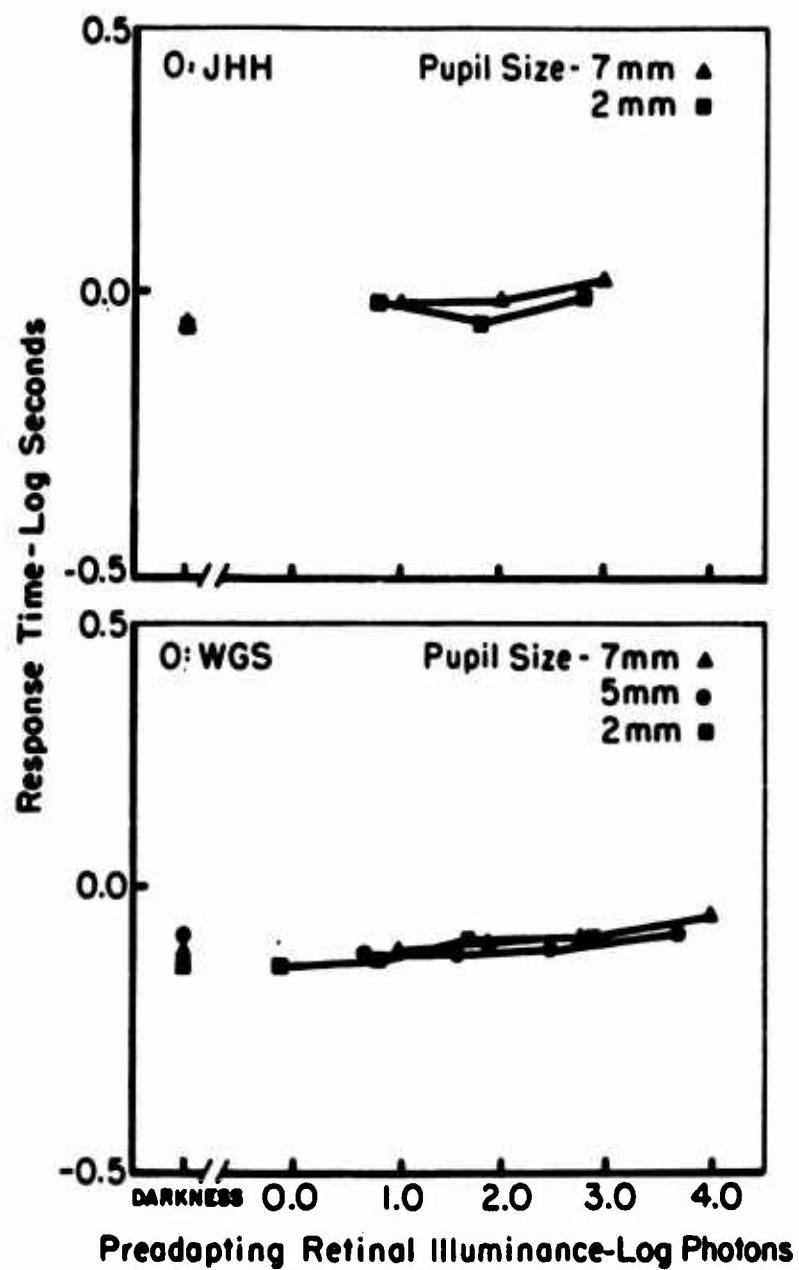 0.5
O: JHH
Pupil Size - 7mm ▲
2mm ■
0.0
-0.5
Response Time - Log Seconds
0.5
O: WGS
Pupil Size - 7mm ▲
5mm ●
2mm ■
0.0
-0.5
DARKNESS 0.0 1.0 2.0 3.0 4.0
Preadapting Retinal Illuminance-Log Photons